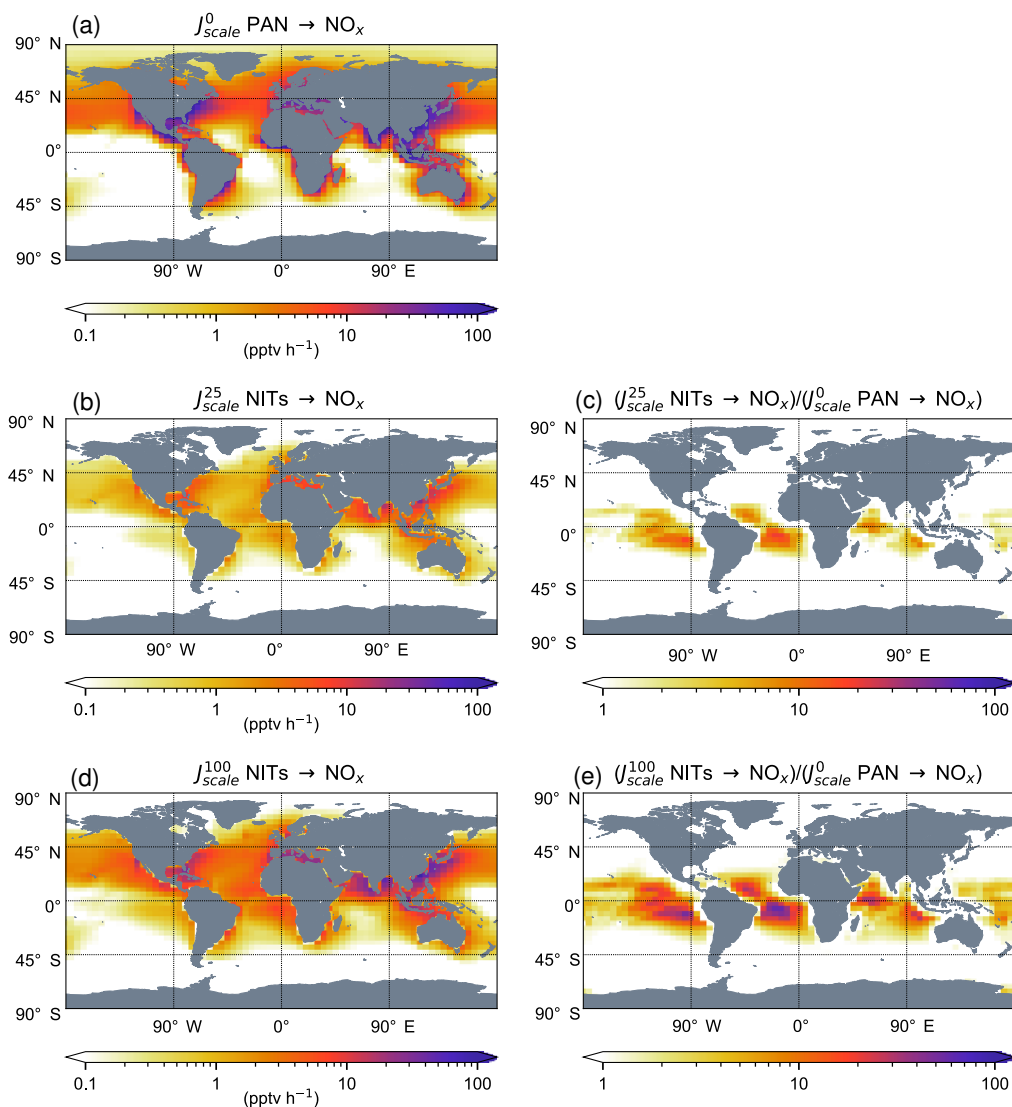 (a)
J⁰scale PAN → NOₓ
90° N
45° N
0°
45° S
90° S
90° W 0° 90° E
0.1 1 10 100
(pptv h⁻¹)
(b)
J²⁵scale NITs → NOₓ
90° N
45° N
0°
45° S
90° S
90° W 0° 90° E
0.1 1 10 100
(pptv h⁻¹)
(c)
(J²⁵scale NITs → NOₓ)/(J⁰scale PAN → NOₓ)
90° N
45° N
0°
45° S
90° S
90° W 0° 90° E
1 10 100
(d)
J¹⁰⁰scale NITs → NOₓ
90° N
45° N
0°
45° S
90° S
90° W 0° 90° E
0.1 1 10 100
(pptv h⁻¹)
(e)
(J¹⁰⁰scale NITs → NOₓ)/(J⁰scale PAN → NOₓ)
90° N
45° N
0°
45° S
90° S
90° W 0° 90° E
1 10 100